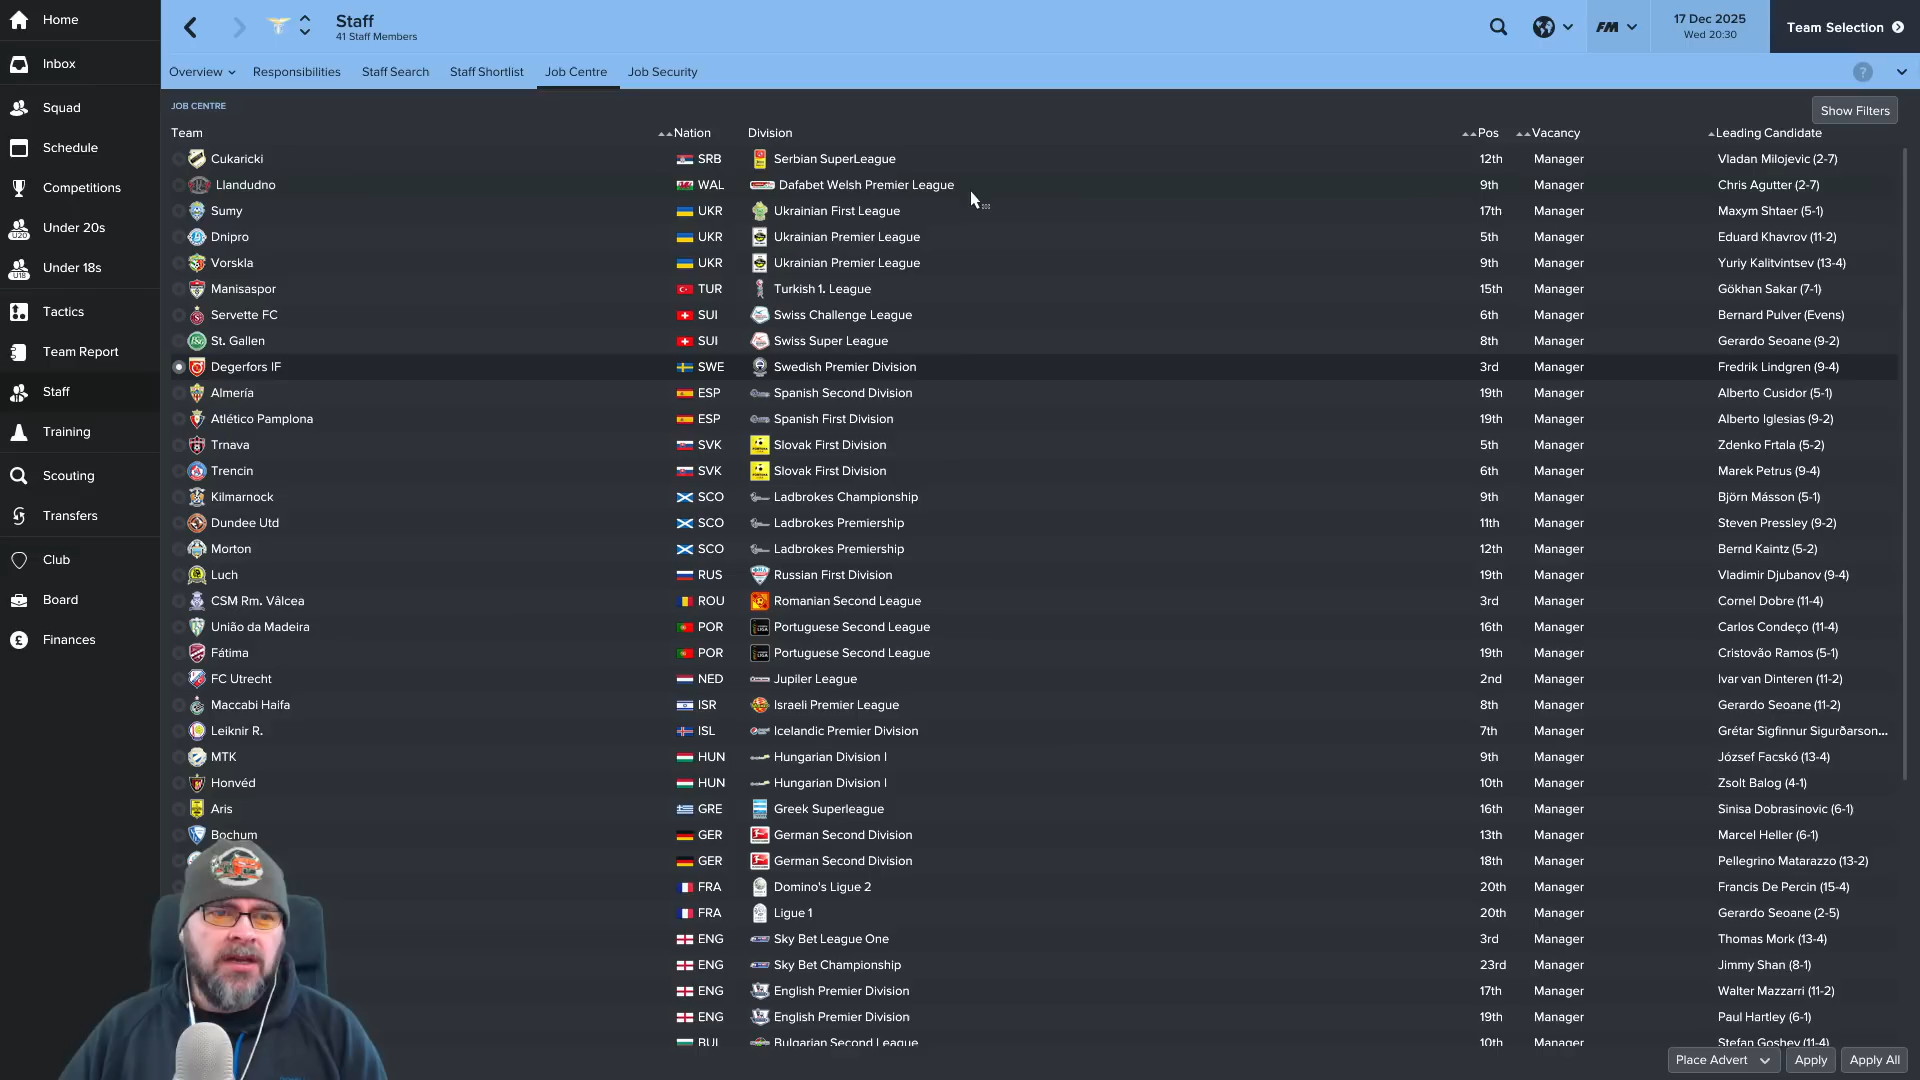 Home
Inbox
Squad
Schedule
Competitions
Under 20s
Under 18s
Tactics
Team Report
Staff
Training
Scouting
Transfers
Club
Board
Finances
Staff
41 Staff Members
FM
17 Dec 2025
Wed 20:30
Team Selection
Overview Responsibilities Staff Search Staff Shortlist Job Centre Job Security
?
JOB CENTRE
Show Filters
Team Nation Division Pos Vacancy Leading Candidate
Cukaricki SRB Serbian SuperLeague 12th Manager Vladan Milojevic (2-7)
Llandudno WAL Dafabet Welsh Premier League 9th Manager Chris Agutter (2-7)
Sumy UKR Ukrainian First League 17th Manager Maxym Shtaer (5-1)
Dnipro UKR Ukrainian Premier League 5th Manager Eduard Khavrov (11-2)
Vorskla UKR Ukrainian Premier League 9th Manager Yuriy Kalitvintsev (13-4)
Manisaspor TUR Turkish 1. League 15th Manager Gökhan Sakar (7-1)
Servette FC SUI Swiss Challenge League 6th Manager Bernard Pulver (Evens)
St. Gallen SUI Swiss Super League 8th Manager Gerardo Seoane (9-2)
Degerfors IF SWE Swedish Premier Division 3rd Manager Fredrik Lindgren (9-4)
Almería ESP Spanish Second Division 19th Manager Alberto Cusidor (5-1)
Atlético Pamplona ESP Spanish First Division 19th Manager Alberto Iglesias (9-2)
Trnava SVK Slovak First Division 5th Manager Zdenko Frtala (5-2)
Trencin SVK Slovak First Division 6th Manager Marek Petrus (9-4)
Kilmarnock SCO Ladbrokes Championship 9th Manager Björn Másson (5-1)
Dundee Utd SCO Ladbrokes Premiership 11th Manager Steven Pressley (9-2)
Morton SCO Ladbrokes Premiership 12th Manager Bernd Kaintz (5-2)
Luch RUS Russian First Division 19th Manager Vladimir Djubanov (9-4)
CSM Rm. Vâlcea ROU Romanian Second League 3rd Manager Cornel Dobre (11-4)
União da Madeira POR Portuguese Second League 16th Manager Carlos Condeço (11-4)
Fátima POR Portuguese Second League 19th Manager Cristovão Ramos (5-1)
FC Utrecht NED Jupiler League 2nd Manager Ivar van Dinteren (11-2)
Maccabi Haifa ISR Israeli Premier League 8th Manager Gerardo Seoane (11-2)
Leiknir R. ISL Icelandic Premier Division 7th Manager Grétar Sigfinnur Sigurðarson...
MTK HUN Hungarian Division I 9th Manager József Facskó (13-4)
Honvéd HUN Hungarian Division I 10th Manager Zsolt Balog (4-1)
Aris GRE Greek Superleague 16th Manager Sinisa Dobrasinovic (6-1)
Bochum GER German Second Division 13th Manager Marcel Heller (6-1)
GER German Second Division 18th Manager Pellegrino Matarazzo (13-2)
FRA Domino's Ligue 2 20th Manager Francis De Percin (15-4)
FRA Ligue 1 20th Manager Gerardo Seoane (2-5)
ENG Sky Bet League One 3rd Manager Thomas Mork (13-4)
ENG Sky Bet Championship 23rd Manager Jimmy Shan (8-1)
ENG English Premier Division 17th Manager Walter Mazzarri (11-2)
ENG English Premier Division 19th Manager Paul Hartley (6-1)
BUL Bulgarian Second League 10th Manager Stefan Goshev (11-4)
Place Advert Apply Apply All